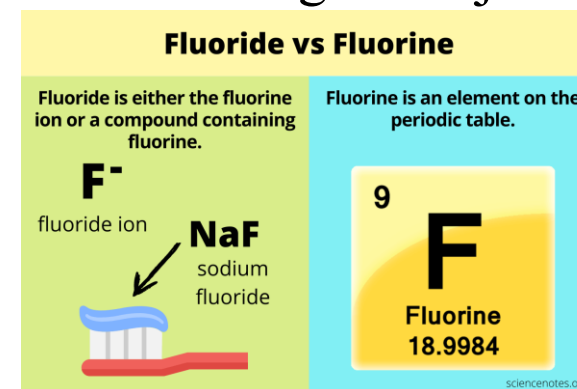 Fluoride vs Fluorine
Fluoride is either the fluorine
ion or a compound containing
fluorine.
F-
fluoride ion
NaF
sodium
fluoride
Fluorine is an element on the
periodic table.
9
F
Fluorine
18.9984